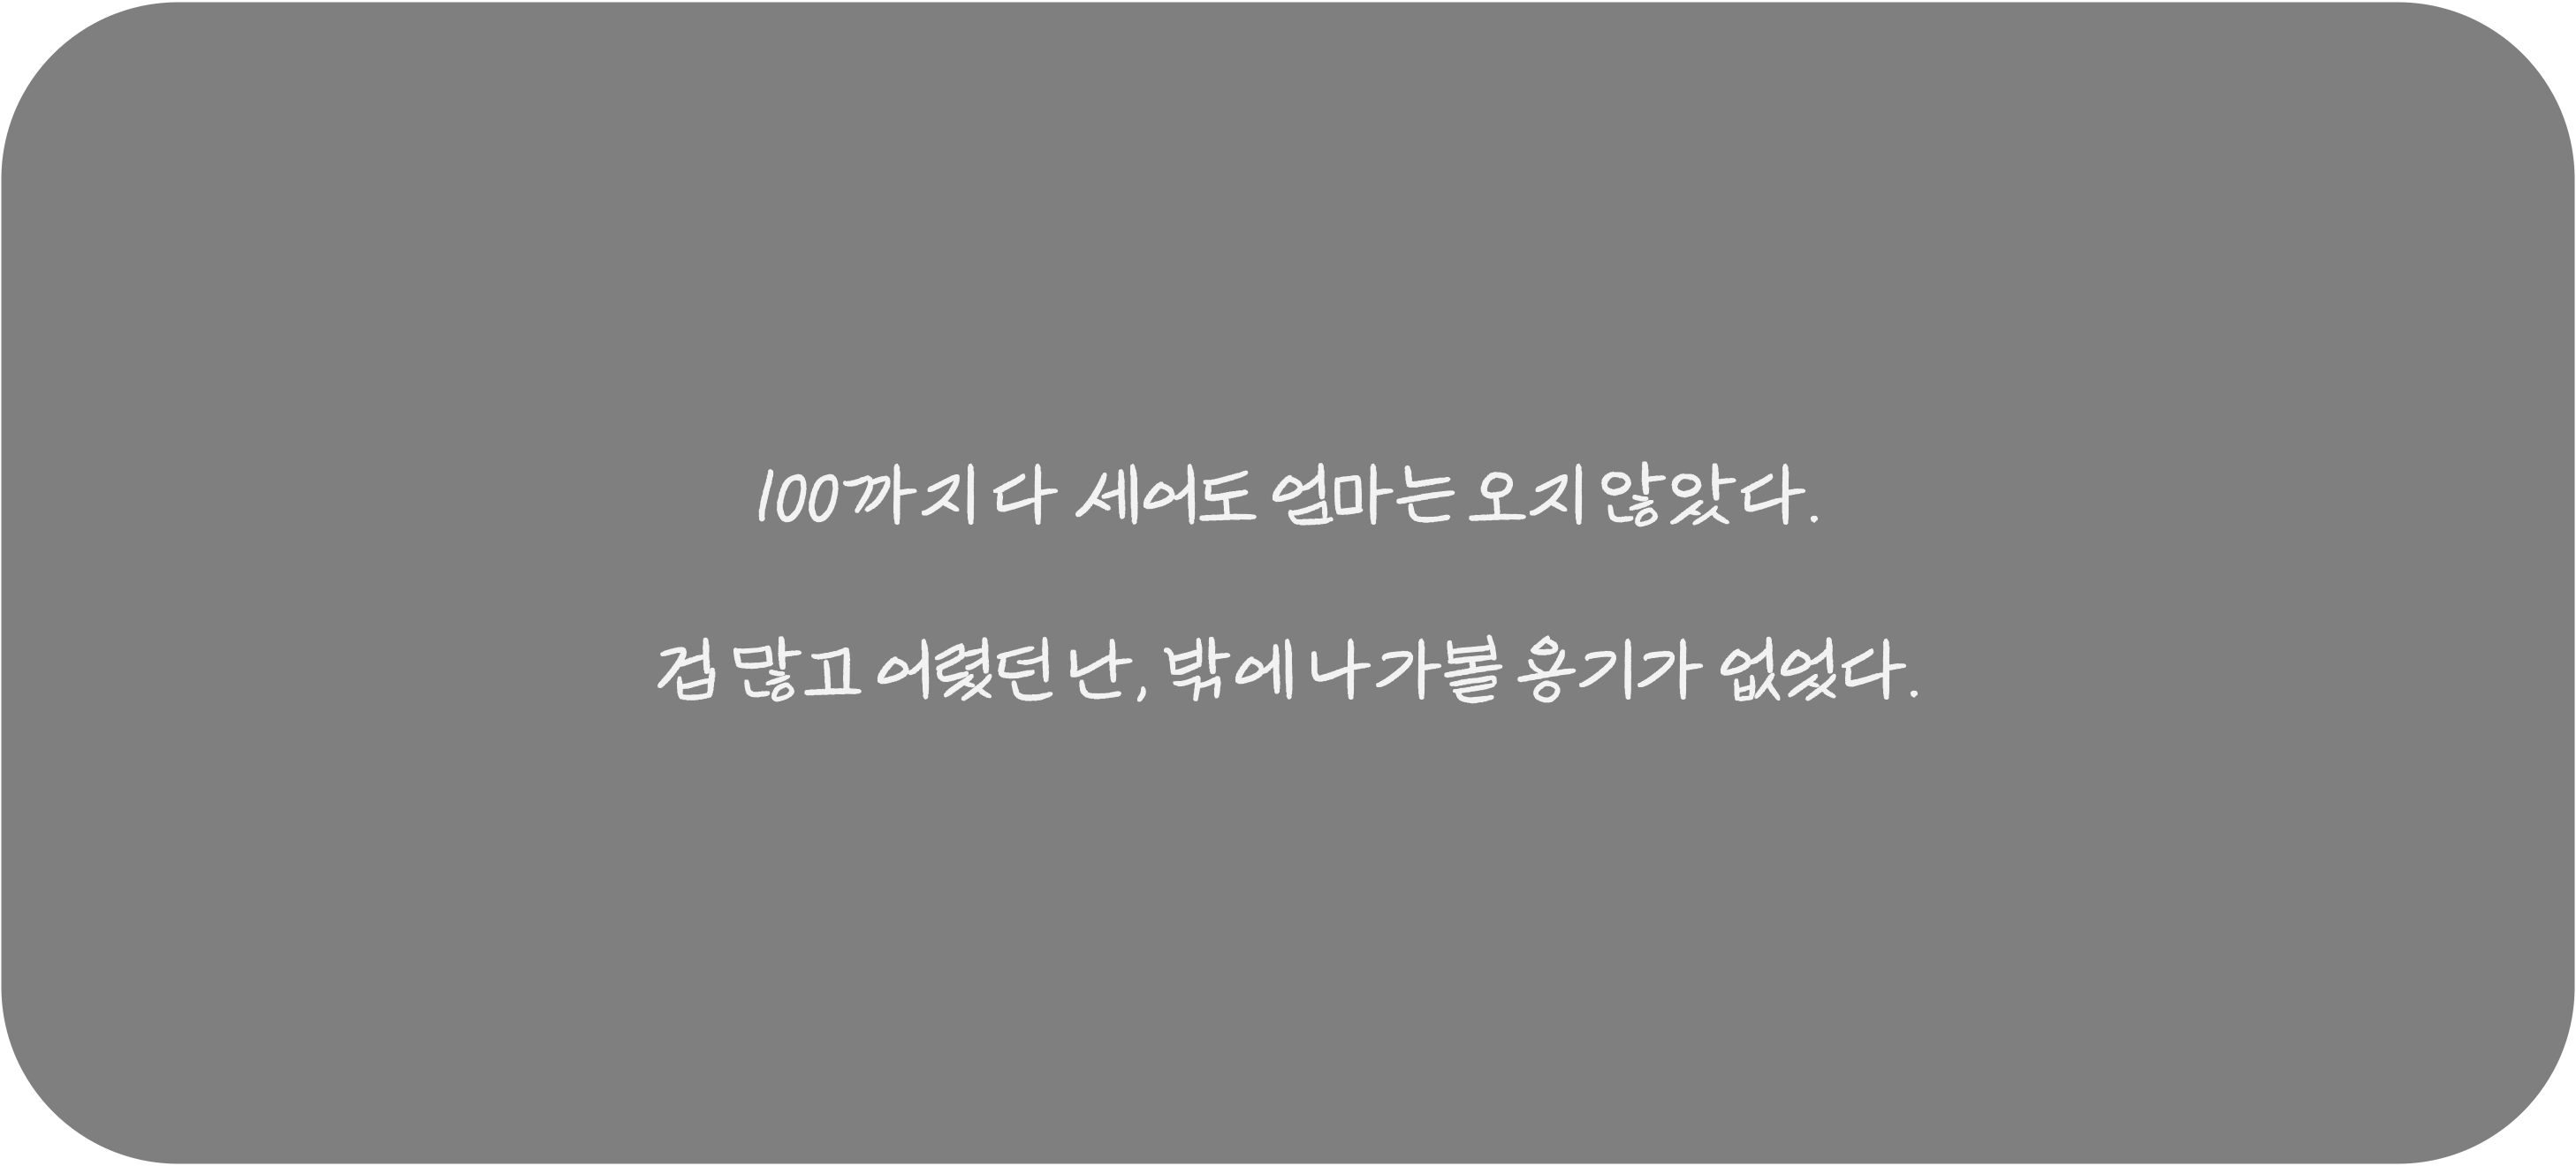 100까지 다 세어도 엄마는 오지 않았다.
겁 많고 어렸던 난, 밖에 나가볼 용기가 없었다.